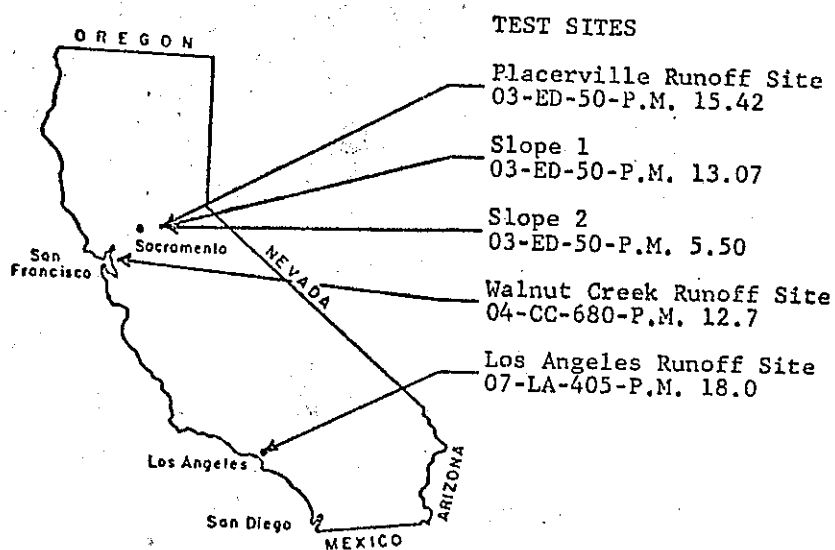 TEST SITES
OREGON
Placerville Runoff Site
03-ED-50-P.M. 15.42
Slope 1
03-ED-50-P.M. 13.07
Slope 2
03-ED-50-P.M. 5.50
Sacramento
San
Francisco
NEVADA
Walnut Creek Runoff Site
04-CC-680-P.M. 12.7
Los Angeles Runoff Site
07-LA-405-P.M. 18.0
Los Angeles
ARIZONA
San Diego
MEXICO